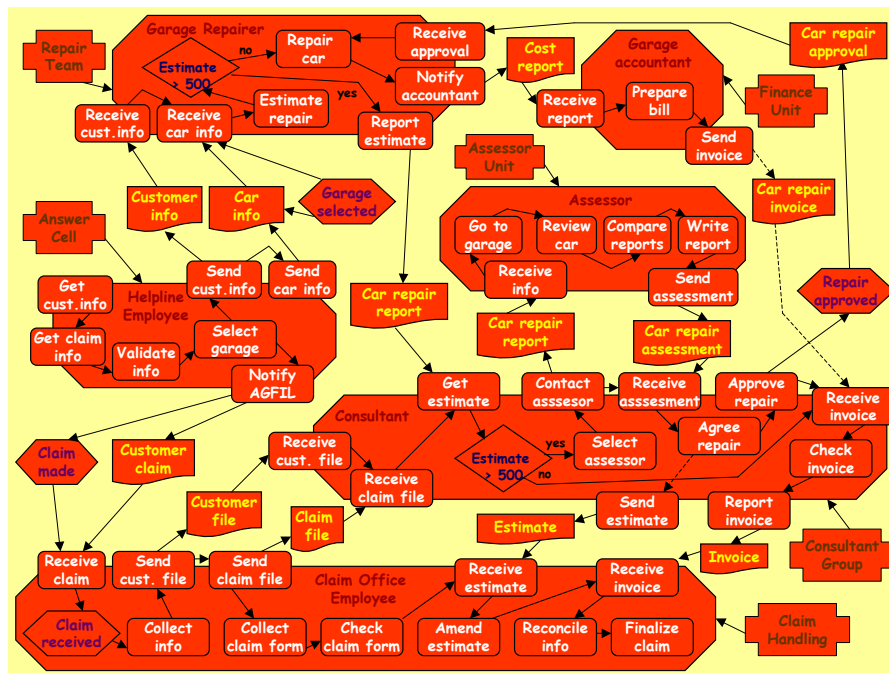 Garage Repairer
Repair
Team
Estimate
> 500
no
yes
Repair
car
Receive
approval
Notify
accountant
Estimate
repair
Receive
cust.info
Receive
car info
Report
estimate
Cost
report
Garage
accountant
Receive
report
Prepare
bill
Send
invoice
Car repair
approval
Finance
Unit
Assessor
Unit
Customer
info
Car
info
Garage
selected
Car repair
invoice
Assessor
Go to
garage
Review
car
Compare
reports
Write
report
Receive
info
Send
assessment
Answer
Cell
Send
cust.info
Send
car info
Get
cust.info
Helpline
Employee
Get claim
info
Validate
info
Select
garage
Notify
AGFIL
Car repair
report
Car repair
report
Car repair
assessment
Repair
approved
Get
estimate
Contact
asssesor
Receive
asssesment
Approve
repair
Receive
invoice
Consultant
Receive
cust. file
Receive
claim file
Estimate
> 500
yes
no
Select
assessor
Agree
repair
Check
invoice
Claim
made
Customer
claim
Customer
file
Claim
file
Estimate
Send
estimate
Report
invoice
Invoice
Consultant
Group
Receive
claim
Send
cust. file
Send
claim file
Claim Office
Employee
Receive
estimate
Receive
invoice
Claim
received
Collect
info
Collect
claim form
Check
claim form
Amend
estimate
Reconcile
info
Finalize
claim
Claim
Handling